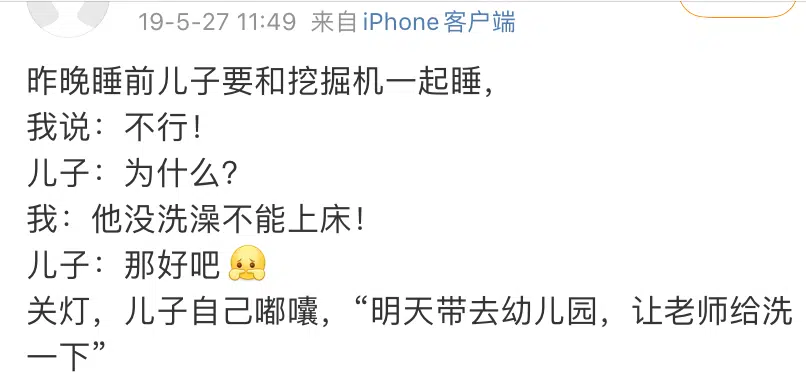 19-5-27 11:49 来自 iPhone客户端
昨晚睡前儿子要和挖掘机一起睡，
我说：不行！
儿子：为什么？
我：他没洗澡不能上床！
儿子：那好吧🥺
关灯，儿子自己嘟囔，“明天带去幼儿园，让老师给洗
一下”